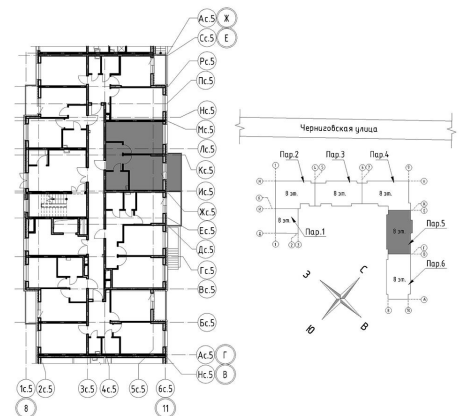 Ас.5 Ж
Сс.5 Е
Рс.5
Пс.5
Нс.5
Мс.5
Лс.5
Кс.5
Ис.5
Жс.5
Ес.5
Дс.5
Гс.5
Вс.5
Бс.5
Ас.5 Г
Нс.5 В
1с.5 2с.5 3с.5 4с.5 5с.5 6с.5
8 11
Черниговская улица
Пар.2 Пар.3 Пар.4
8 эт. 8 эт. 8 эт.
8 эт.
Пар.1
Пар.5
8 эт.
Пар.6
8 эт.
З С
Ю В